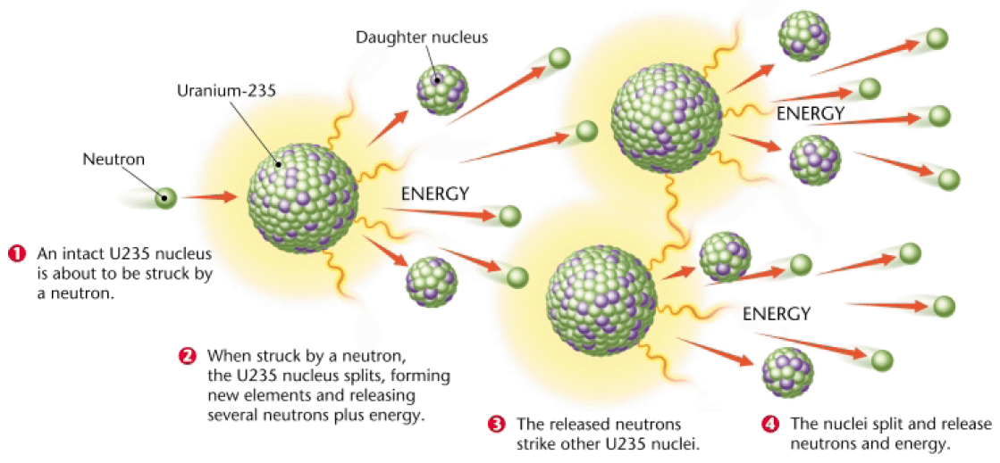 Daughter nucleus
Uranium-235
Neutron
ENERGY
ENERGY
ENERGY
1 An intact U235 nucleus
is about to be struck by
a neutron.
2 When struck by a neutron,
the U235 nucleus splits, forming
new elements and releasing
several neutrons plus energy.
3 The released neutrons
strike other U235 nuclei.
4 The nuclei split and release
neutrons and energy.